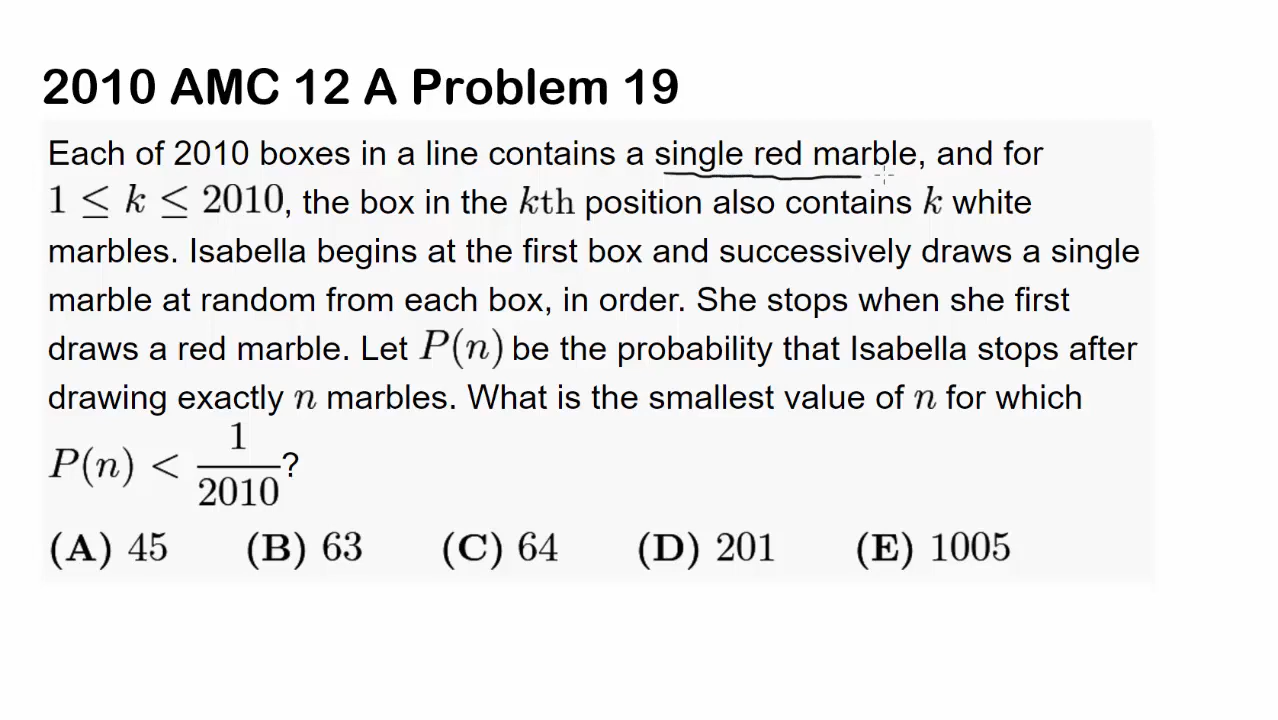 2010 AMC 12 A Problem 19
Each of 2010 boxes in a line contains a single red marble, and for
1 ≤ k ≤ 2010, the box in the kth position also contains k white
marbles. Isabella begins at the first box and successively draws a single
marble at random from each box, in order. She stops when she first
draws a red marble. Let P(n) be the probability that Isabella stops after
drawing exactly n marbles. What is the smallest value of n for which
P(n) < 1/2010?
(A) 45 (B) 63 (C) 64 (D) 201 (E) 1005